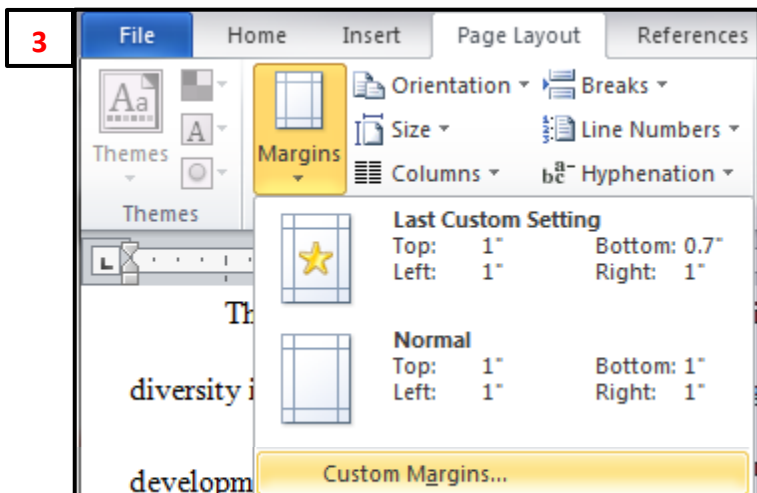 3
File Home Insert Page Layout References
Aa Orientation Breaks
A Size Line Numbers
Themes Margins Columns bc a- Hyphenation
Themes
L
Last Custom Setting
Top: 1" Bottom: 0.7"
Left: 1" Right: 1"
Th
Normal
Top: 1" Bottom: 1"
diversity i Left: 1" Right: 1"
developm Custom Margins...